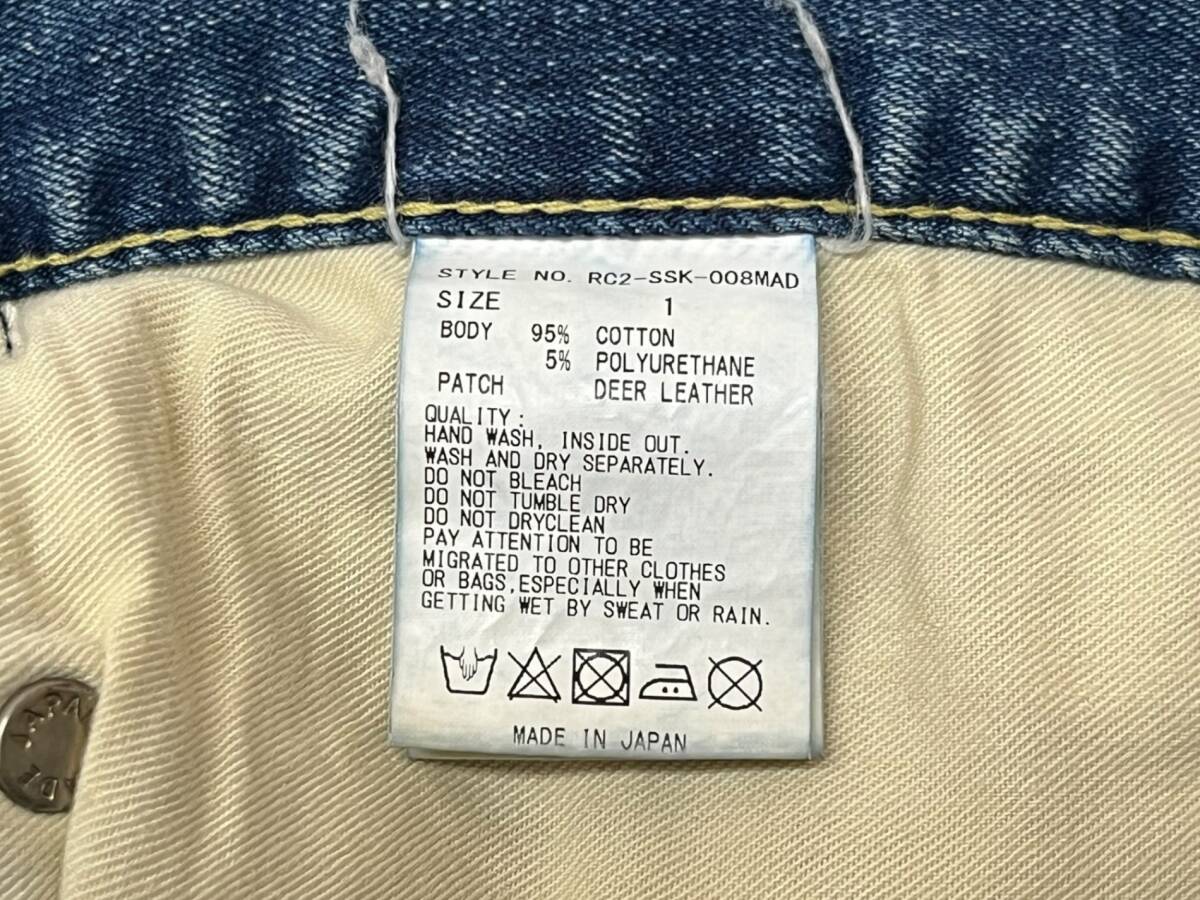 STYLE NO. RC2-SSK-008MAD
SIZE 1
BODY 95% COTTON
5% POLYURETHANE
PATCH DEER LEATHER
QUALITY:
HAND WASH, INSIDE OUT.
WASH AND DRY SEPARATELY.
DO NOT BLEACH
DO NOT TUMBLE DRY
DO NOT DRYCLEAN
PAY ATTENTION TO BE
MIGRATED TO OTHER CLOTHES
OR BAGS,ESPECIALLY WHEN
GETTING WET BY SWEAT OR RAIN.
MADE IN JAPAN